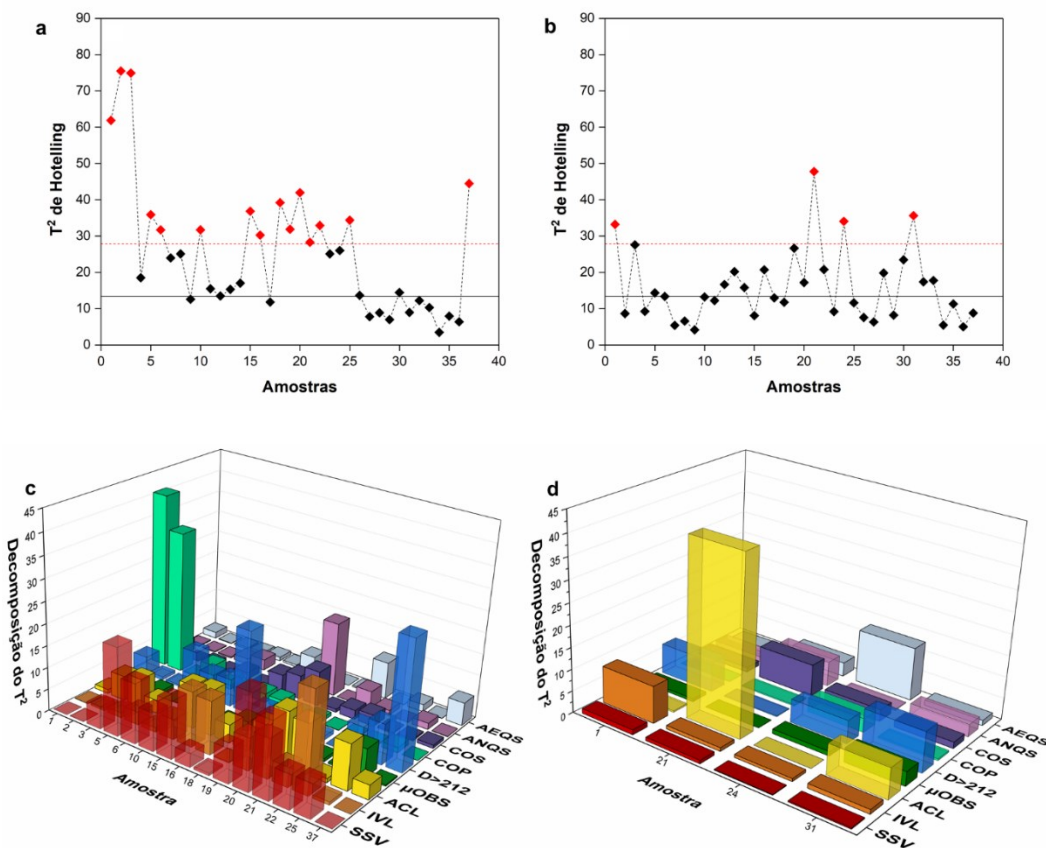 a
T² de Hotelling
90
80
70
60
50
40
30
20
10
0
0 5 10 15 20 25 30 35 40
Amostras
b
T² de Hotelling
90
80
70
60
50
40
30
20
10
0
0 5 10 15 20 25 30 35 40
Amostras
c
Decomposição do T²
45
40
35
30
25
20
15
10
5
0
1 2 3 5 6 10 15 16 18 19 20 21 22 25 37
Amostra
AEQS
ANQS
COS
COP
D>212
µOBS
ACL
IVL
SSV
d
Decomposição do T²
45
40
35
30
25
20
15
10
5
0
1 21 24 31
Amostra
AEQS
ANQS
COS
COP
D>212
µOBS
ACL
IVL
SSV